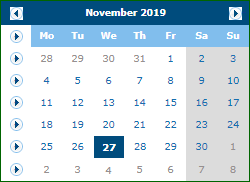 November 2019
Mo Tu We Th Fr Sa Su
28 29 30 31 1 2 3
4 5 6 7 8 9 10
11 12 13 14 15 16 17
18 19 20 21 22 23 24
25 26 27 28 29 30 1
2 3 4 5 6 7 8